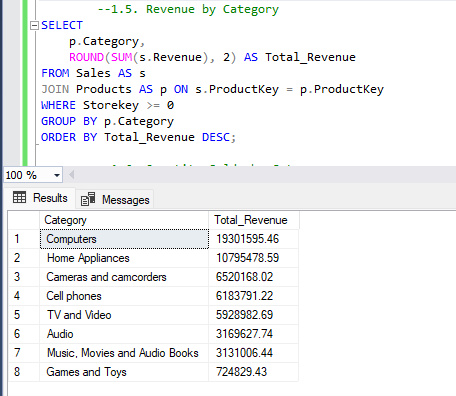 --1.5. Revenue by Category
SELECT
p.Category,
ROUND(SUM(s.Revenue), 2) AS Total_Revenue
FROM Sales AS s
JOIN Products AS p ON s.ProductKey = p.ProductKey
WHERE Storekey >= 0
GROUP BY p.Category
ORDER BY Total_Revenue DESC;
100 %
Results Messages
Category Total_Revenue
1 Computers 19301595.46
2 Home Appliances 10795478.59
3 Cameras and camcorders 6520168.02
4 Cell phones 6183791.22
5 TV and Video 5928982.69
6 Audio 3169627.74
7 Music, Movies and Audio Books 3131006.44
8 Games and Toys 724829.43